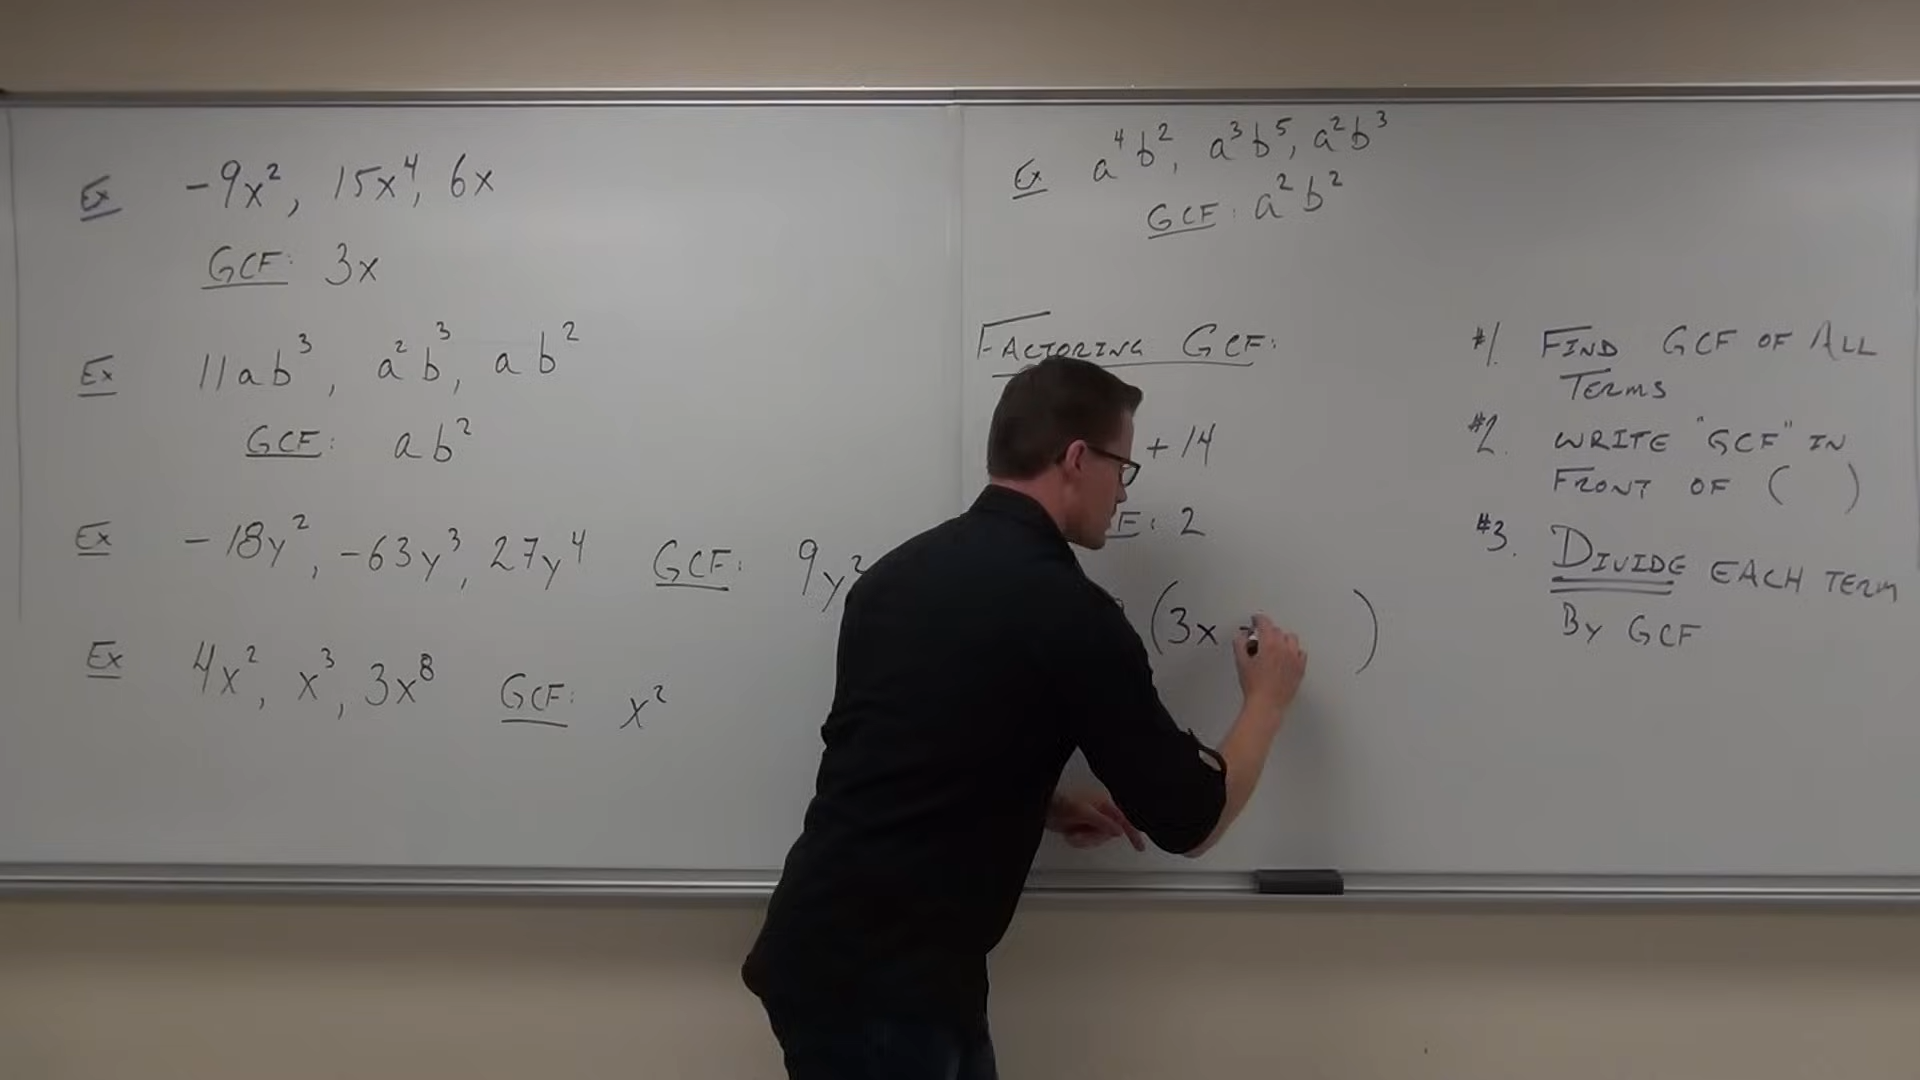 Ex -9x², 15x⁴, 6x
GCF: 3x
Ex 11ab³, a²b³, ab²
GCF: ab²
Ex -18y², -63y³, 27y⁴ GCF: 9y²
Ex 4x², x³, 3x⁸ GCF: x²
Ex a⁴b², a³b⁵, a²b³
GCF: a²b²
FACTORING GCF:
+ 14
: 2
(3x )
#1. FIND GCF OF ALL
TERMS
#2. WRITE "GCF" IN
FRONT OF ( )
#3. DIVIDE EACH TERM
BY GCF